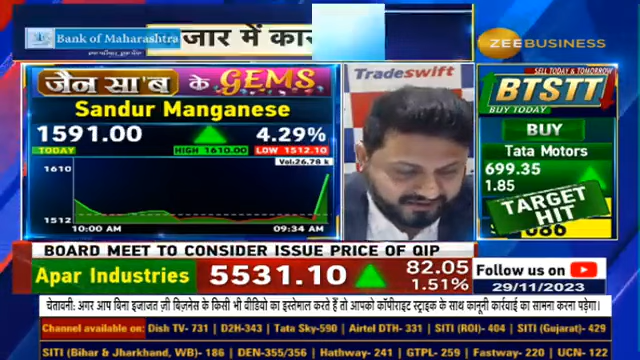 Bank of Maharashtra
ZEEBUSINESS
जैन सा'ब के GEMS
Sandur Manganese
1591.00 4.29%
TODAY HIGH 1610.00 LOW 1512.10
Vol:26.78 k
1610
1512
10:00 AM 09:34 AM
Tradeswift
SELL TODAY & TOMORROW
BTSTT
BUY TODAY
BUY
Tata Motors
699.35
1.85
TARGET
HIT
BOARD MEET TO CONSIDER ISSUE PRICE OF QIP
Apar Industries 5531.10 82.05
1.51%
Follow us on
29/11/2023
चेतावनी: अगर आप बिना इजाजत ज़ी बिज़नेस के किसी भी वीडियो का इस्तेमाल करते हैं तो आपको कॉपीराइट स्ट्राइक के साथ कानूनी कार्रवाई का सामना करना पड़ेगा।
Channel available on: Dish TV- 731 | D2H-343 | Tata Sky-590 | Airtel DTH- 331 | SITI (ROI) - 404 | SITI (Gujarat) - 429
SITI (Bihar & Jharkhand, WB) -186 | DEN-355/356 | Hathway- 241 | GTPL- 259 | Fastway - 220 | UCN- 122